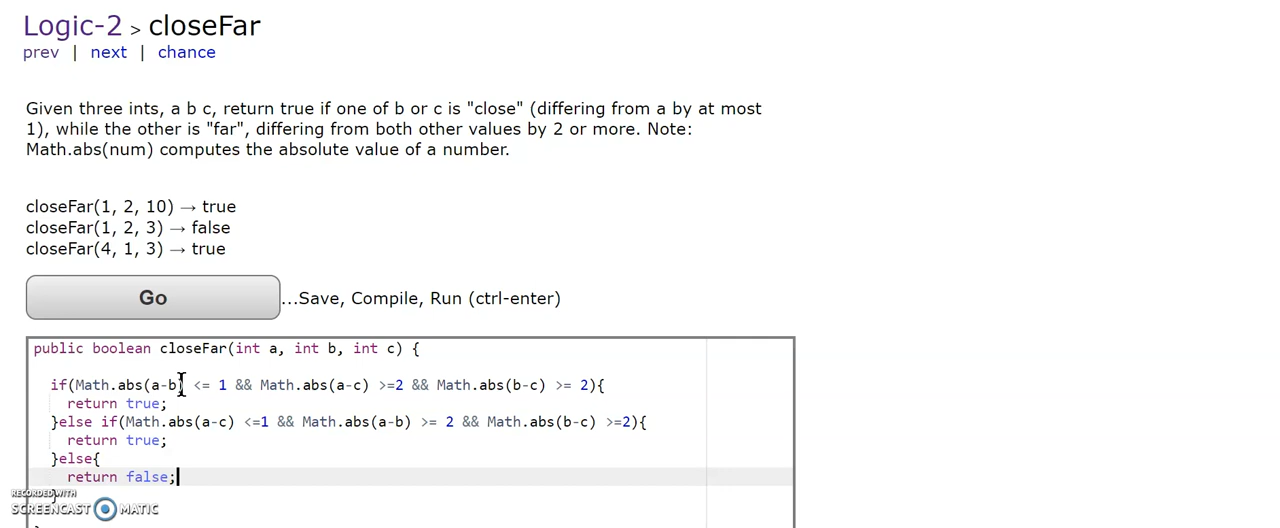 Logic-2 > closeFar
prev | next | chance
Given three ints, a b c, return true if one of b or c is "close" (differing from a by at most
1), while the other is "far", differing from both other values by 2 or more. Note:
Math.abs(num) computes the absolute value of a number.
closeFar(1, 2, 10) → true
closeFar(1, 2, 3) → false
closeFar(4, 1, 3) → true
Go ...Save, Compile, Run (ctrl-enter)
public boolean closeFar(int a, int b, int c) {
if(Math.abs(a-b) <= 1 && Math.abs(a-c) >=2 && Math.abs(b-c) >= 2){
return true;
}else if(Math.abs(a-c) <=1 && Math.abs(a-b) >= 2 && Math.abs(b-c) >=2){
return true;
}else{
return false;
}
RECORDED WITH
SCREENCAST MATIC